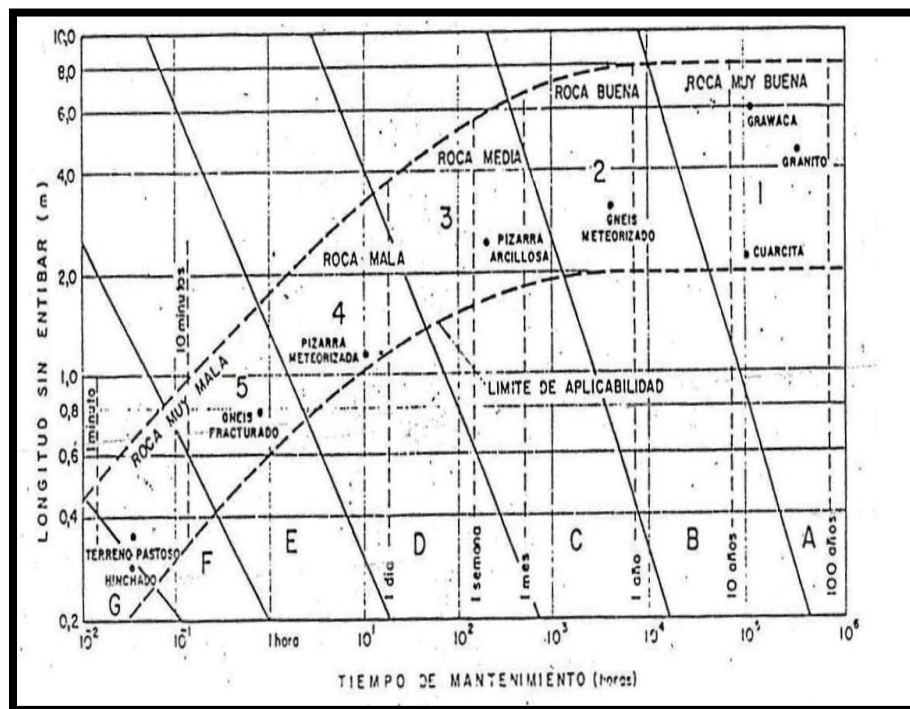 10,0
8,0
6,0
4,0
2,0
1,0
0,8
0,6
0,4
0,2
LONGITUD SIN ENTIBAR (m)
ROCA BUENA
ROCA MUY BUENA
GRAWACA
ROCA MEDIA
GRANITO
2
1
3
GNEIS
METEORIZADO
PIZARRA
ARCILLOSA
CUARCITA
ROCA MALA
4
PIZARRA
METEORIZADA
10 minutos
1 minuto
ROCA MUY MALA
5
GNEIS
FRACTURADO
LIMITE DE APLICABILIDAD
TERRENO PASTOSO
HINCHADO
G
F
E
D
C
B
A
1 dia
1 semana
1 mes
1 año
10 años
100 años
10⁻²
10⁻¹
1 hora
10¹
10²
10³
10⁴
10⁵
10⁶
TIEMPO DE MANTENIMIENTO (horas)